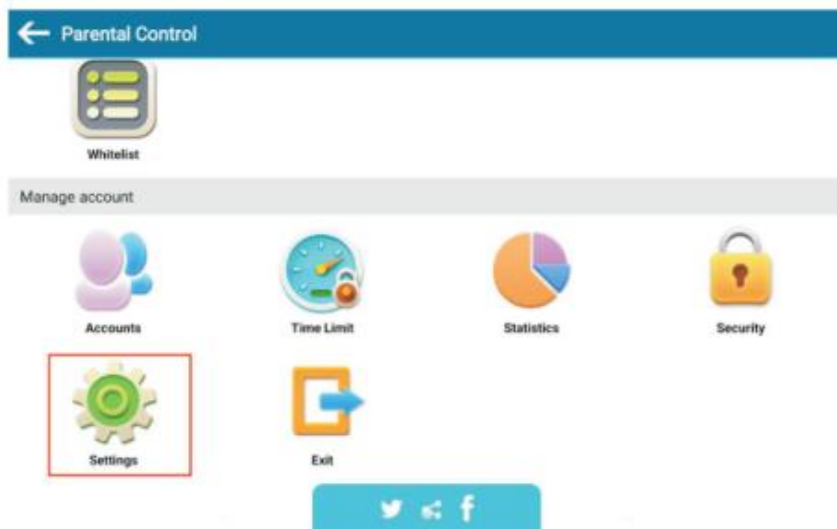 Parental Control
Whitelist
Manage account
Accounts
Time Limit
Statistics
Security
Settings
Exit